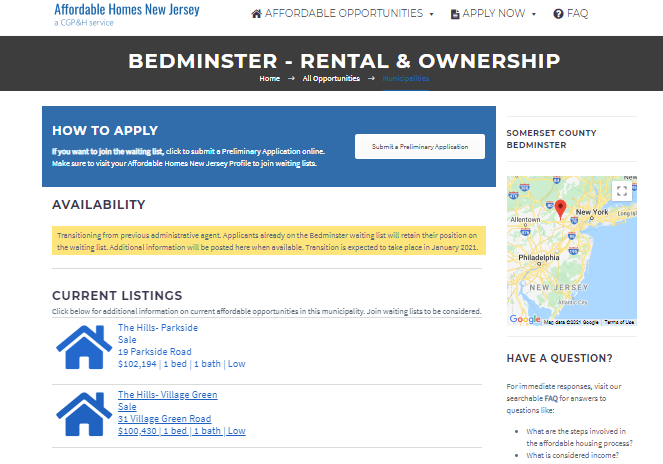 Affordable Homes New Jersey
a CGP&H service
AFFORDABLE OPPORTUNITIES
APPLY NOW
FAQ
BEDMINSTER - RENTAL & OWNERSHIP
Home → All Opportunities → Municipalities
HOW TO APPLY
If you want to join the waiting list, click to submit a Preliminary Application online.
Make sure to visit your Affordable Homes New Jersey Profile to join waiting lists.
Submit a Preliminary Application
AVAILABILITY
Transitioning from previous administrative agent. Applicants already on the Bedminster waiting list will retain their position on
the waiting list. Additional information will be posted here when available. Transition is expected to take place in January 2021.
CURRENT LISTINGS
Click below for additional information on current affordable opportunities in this municipality. Join waiting lists to be considered.
The Hills- Parkside
Sale
19 Parkside Road
$102,194 | 1 bed | 1 bath | Low
The Hills- Village Green
Sale
31 Village Green Road
$100,430 | 1 bed | 1 bath | Low
SOMERSET COUNTY
BEDMINSTER
Allentown
New York
Long Isl
Philadelphia
NEW JERSEY
Atlantic City
Google
Map data ©2021 Google
Terms of Use
HAVE A QUESTION?
For immediate responses, visit our
searchable FAQ for answers to
questions like:
• What are the steps involved in
the affordable housing process?
• What is considered income?